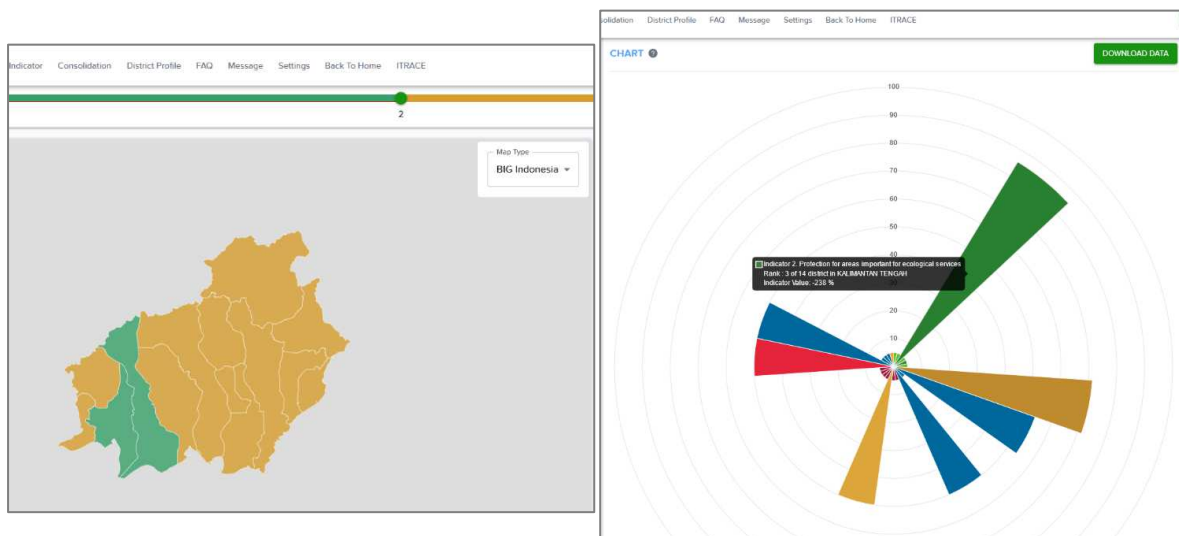 Indicator Consolidation District Profile FAQ Message Settings Back To Home ITRACE
2
Map Type
BIG Indonesia
District Profile FAQ Message Settings Back To Home ITRACE
CHART ?
DOWNLOAD DATA
100
90
80
70
60
50
40
Indicator 2. Protection for areas important for ecological services
Rank : 3 of 14 district in KALIMANTAN TENGAH
Indicator Value: -238 %
20
10